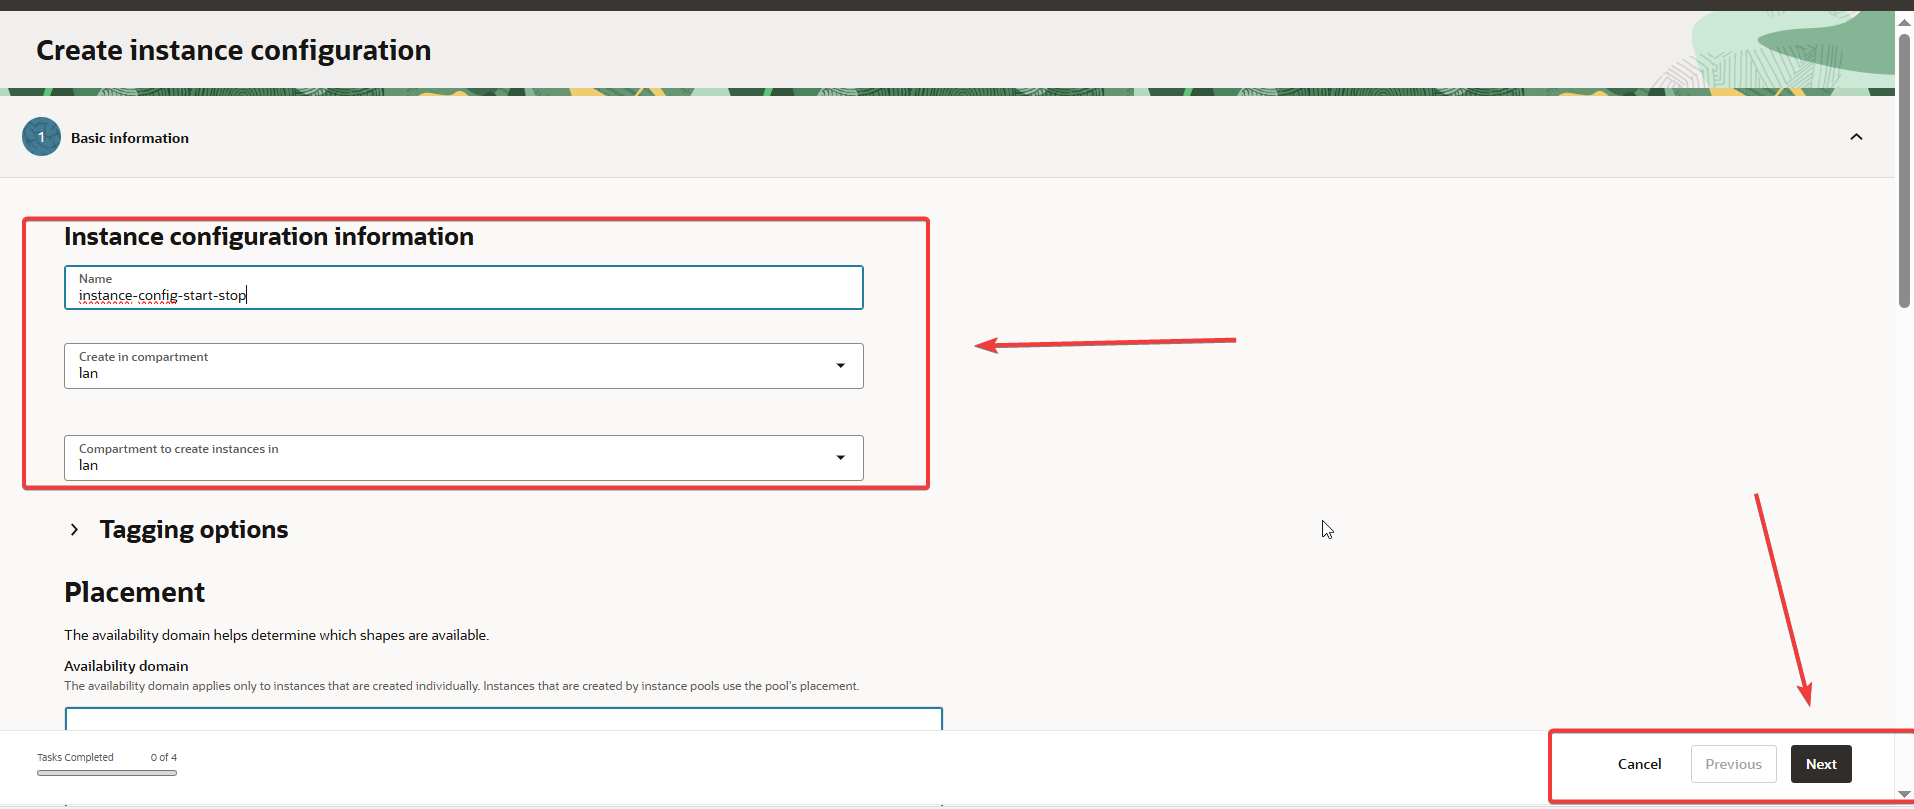 Create instance configuration
1 Basic information
Instance configuration information
Name
instance-config-start-stop
Create in compartment
lan
Compartment to create instances in
lan
Tagging options
Placement
The availability domain helps determine which shapes are available.
Availability domain
The availability domain applies only to instances that are created individually. Instances that are created by instance pools use the pool's placement.
Tasks Completed 0 of 4
Cancel Previous Next